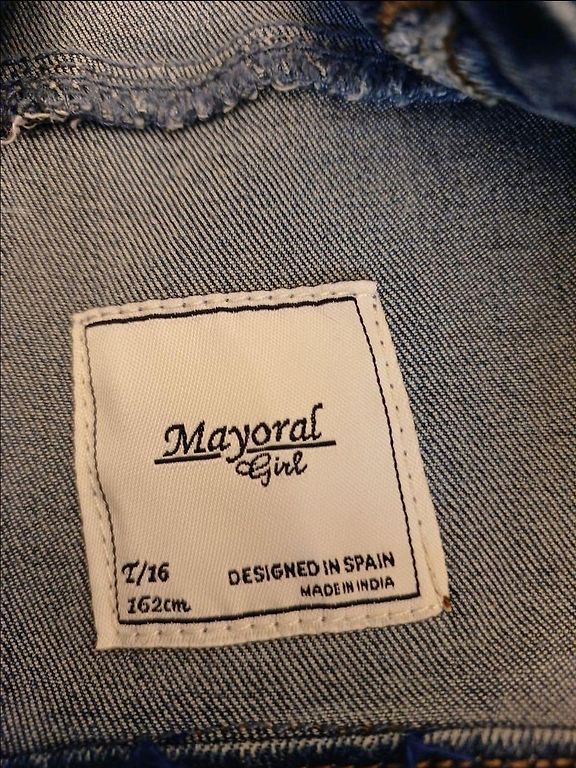 Mayoral
Girl
T/16
162cm
DESIGNED IN SPAIN
MADE IN INDIA